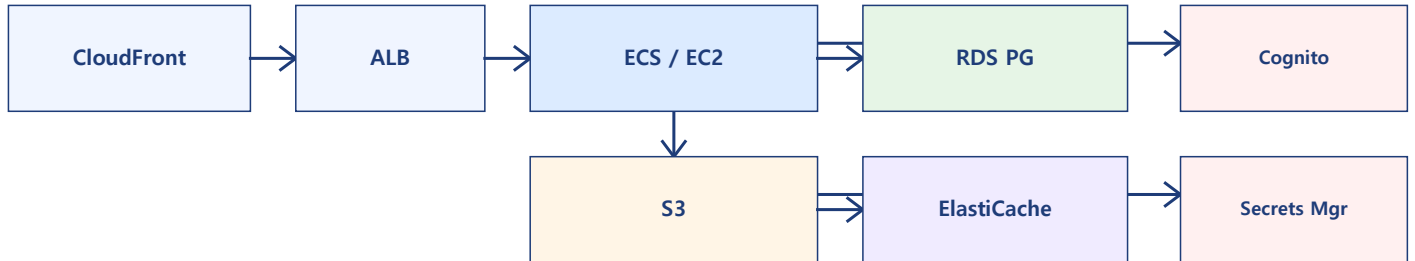 CloudFront
ALB
ECS / EC2
RDS PG
Cognito
S3
ElastiCache
Secrets Mgr